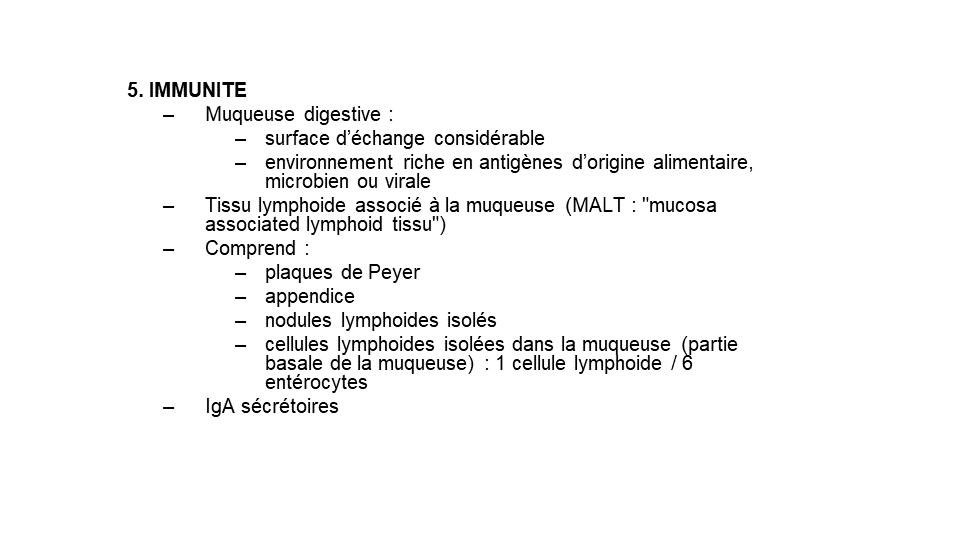 5. IMMUNITE
– Muqueuse digestive :
– surface d’échange considérable
– environnement riche en antigènes d’origine alimentaire,
microbien ou virale
– Tissu lymphoide associé à la muqueuse (MALT : "mucosa
associated lymphoid tissu")
– Comprend :
– plaques de Peyer
– appendice
– nodules lymphoides isolés
– cellules lymphoides isolées dans la muqueuse (partie
basale de la muqueuse) : 1 cellule lymphoide / 6
entérocytes
– IgA sécrétoires